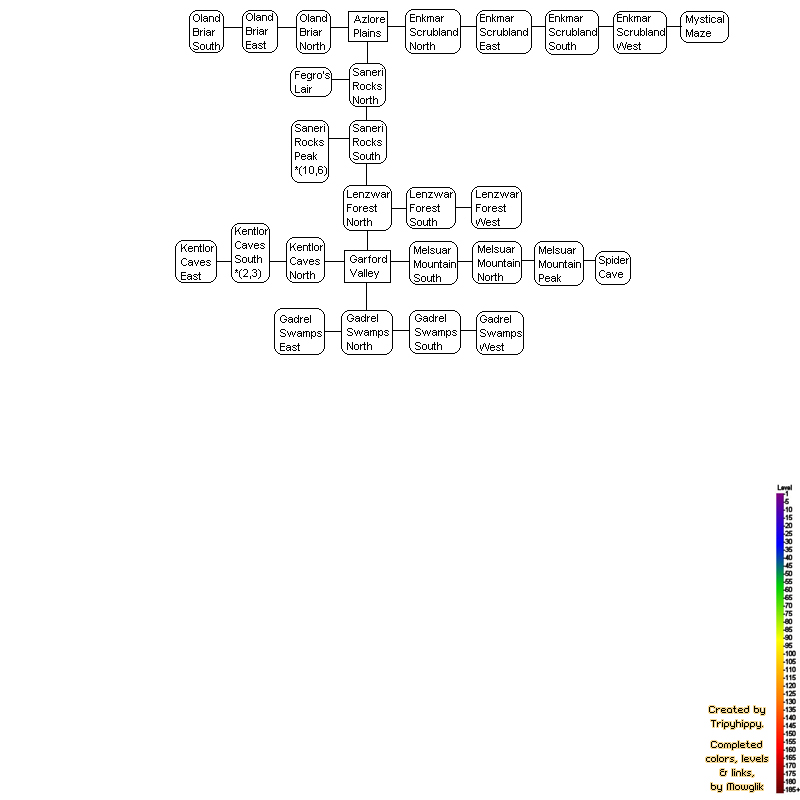 Oland
Briar
South
Oland
Briar
East
Oland
Briar
North
Azlore
Plains
Enkmar
Scrubland
North
Enkmar
Scrubland
East
Enkmar
Scrubland
South
Enkmar
Scrubland
West
Mystical
Maze
Fegro's
Lair
Saneri
Rocks
North
Saneri
Rocks
Peak
*(10,6)
Saneri
Rocks
South
Lenzwar
Forest
North
Lenzwar
Forest
South
Lenzwar
Forest
West
Kentlor
Caves
East
Kentlor
Caves
South
*(2,3)
Kentlor
Caves
North
Garford
Valley
Melsuar
Mountain
South
Melsuar
Mountain
North
Melsuar
Mountain
Peak
Spider
Cave
Gadrel
Swamps
East
Gadrel
Swamps
North
Gadrel
Swamps
South
Gadrel
Swamps
West
Level
1
5
10
15
20
25
30
35
40
45
50
55
60
65
70
75
80
85
90
95
100
105
110
115
120
125
130
135
140
145
150
155
160
165
170
175
180
185+
Created by
Tripyhippy.
Completed
colors, levels
& links,
by Mowglik